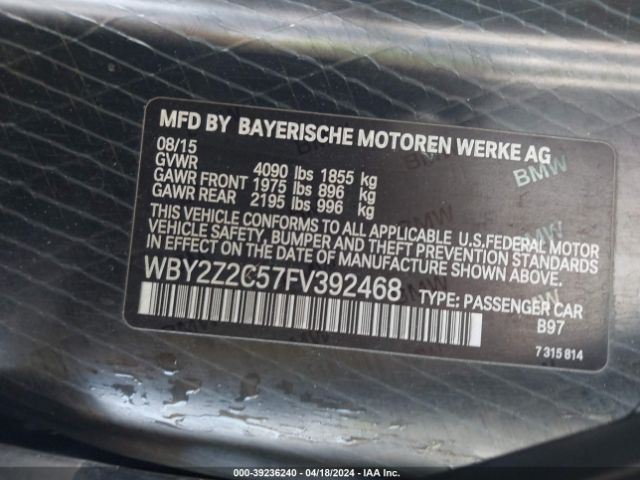 MFD BY BAYERISCHE MOTOREN WERKE AG
08/15
GVWR 4090 lbs 1855 kg
GAWR FRONT 1975 lbs 896 kg
GAWR REAR 2195 lbs 996 kg
THIS VEHICLE CONFORMS TO ALL APPLICABLE U.S.FEDERAL MOTOR
VEHICLE SAFETY, BUMPER AND THEFT PREVENTION STANDARDS IN
EFFECT ON THE DATE OF MANUFACTURE SHOWN ABOVE.
WBY2Z2C57FV392468 TYPE: PASSENGER CAR
B97
7 315 814
000-39236240 - 04/18/2024 - IAA Inc.